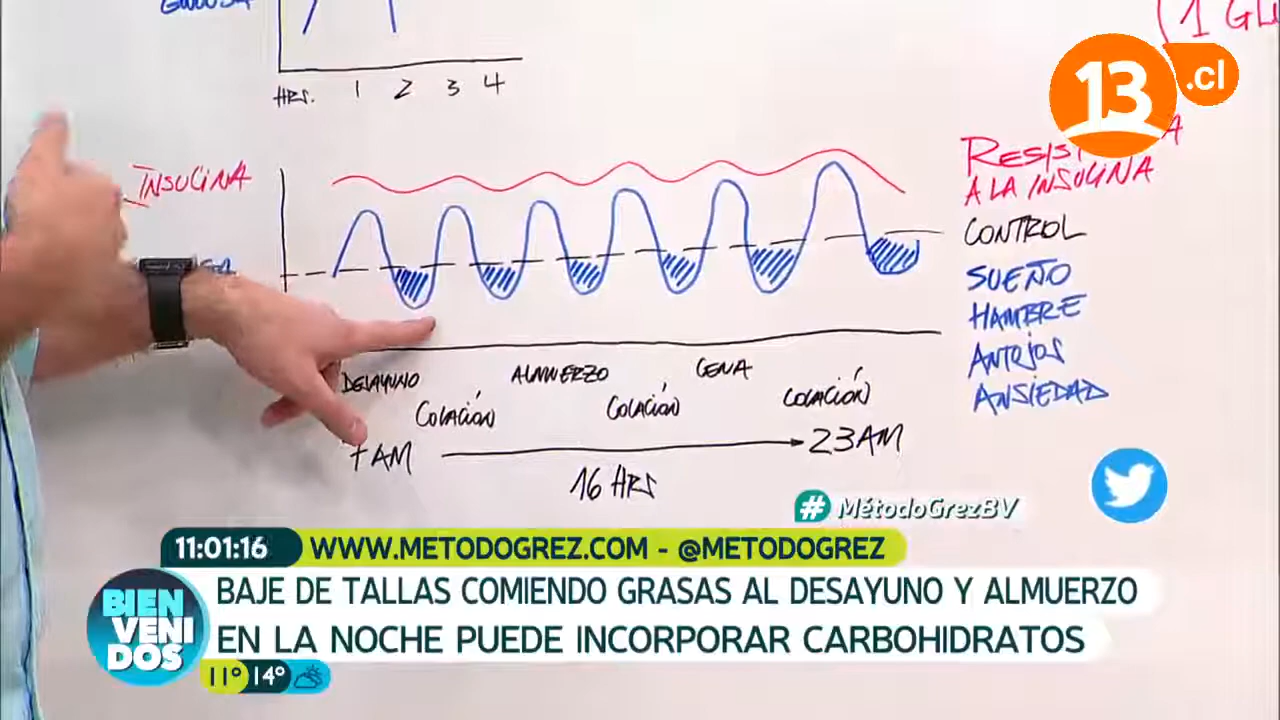 GLUCOSA
HRS. 1 2 3 4
13.cl
INSULINA
A LA INSULINA
CONTROL
SUEÑO
HAMBRE
ANTOJOS
ANSIEDAD
DESAYUNO
ALMUERZO
CENA
COLACIÓN
COLACIÓN
COLACIÓN
7AM
23AM
16 HRS
# MétodoGrezBV
11:01:16
WWW.METODOGREZ.COM - @METODOGREZ
BIEN
VENI
DOS
BAJE DE TALLAS COMIENDO GRASAS AL DESAYUNO Y ALMUERZO
EN LA NOCHE PUEDE INCORPORAR CARBOHIDRATOS
11° 14°